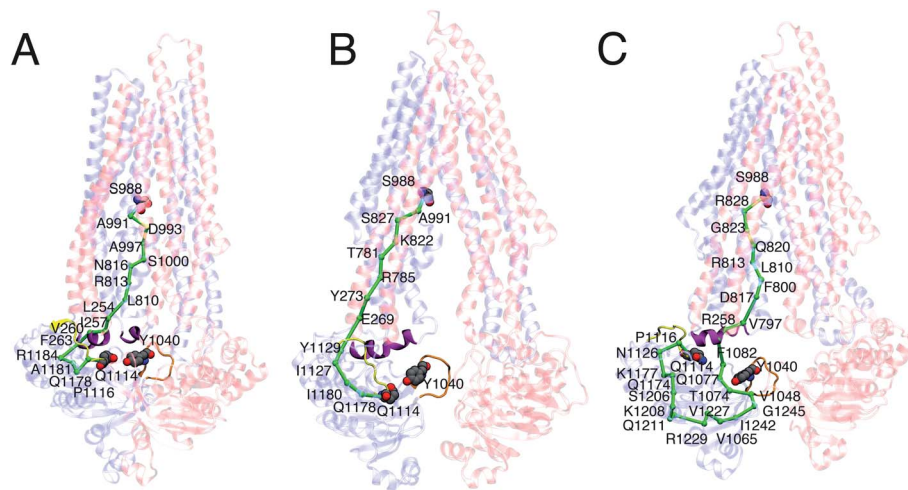 A
S988
A991
D993
A997
N816
S1000
R813
L254
L810
V260
I257
F263
Y1040
R1184
A1181
Q1178
Q1114
P1116
B
S988
S827
A991
K822
T781
R785
Y273
E269
Y1129
I1127
Y1040
I1180
Q1178
Q1114
C
S988
R828
G823
Q820
R813
L810
F800
D817
R258
V797
P1116
N1126
F1082
Q1114
Y1040
K1177
Q1077
Q1174
T1074
V1048
S1206
G1245
K1208
V1227
I1242
Q1211
R1229
V1065